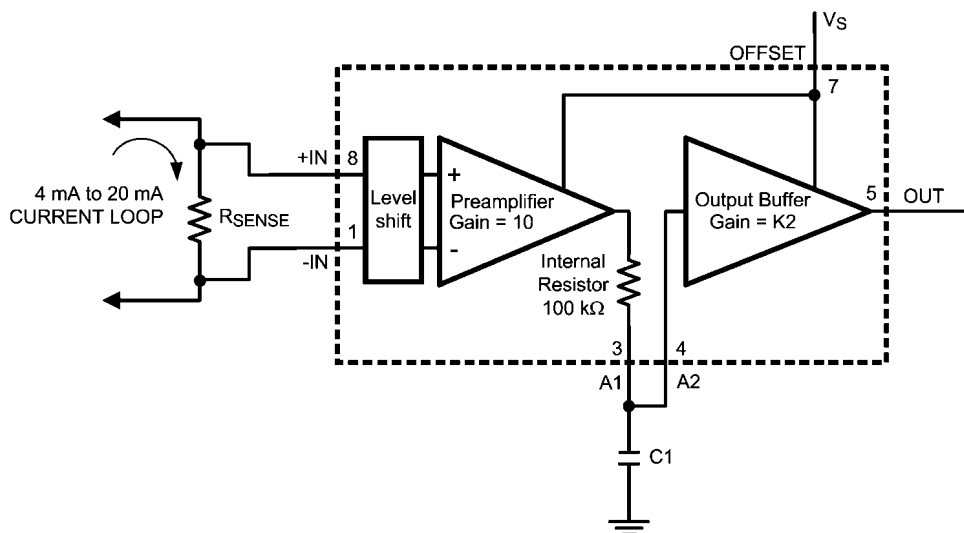 VS
OFFSET
7
+IN
8
4 mA to 20 mA
CURRENT LOOP
RSENSE
Level
shift
+
-
Preamplifier
Gain = 10
Output Buffer
Gain = K2
5
OUT
1
-IN
Internal
Resistor
100 kΩ
3
4
A1
A2
C1